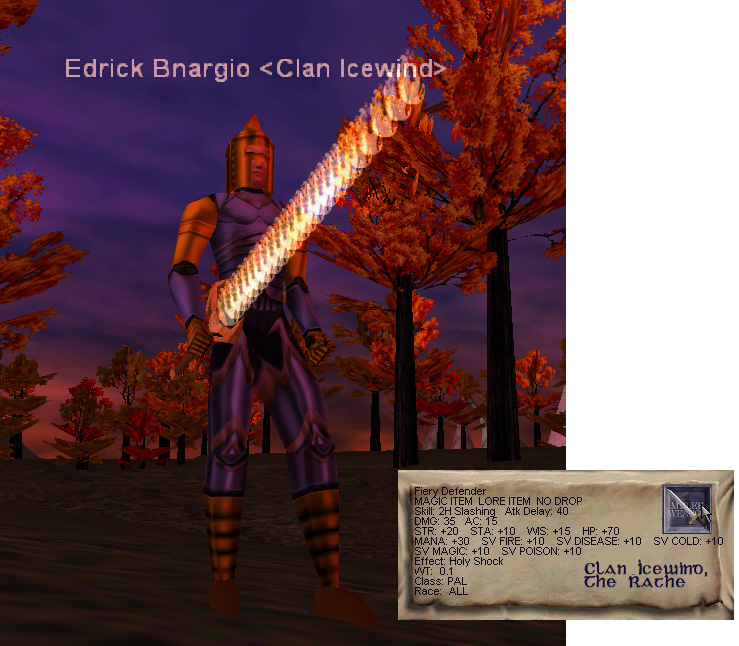 Edrick Bnargio <Clan Icewind>
Fiery Defender
MAGIC ITEM LORE ITEM NO DROP
Skill: 2H Slashing Atk Delay: 40
DMG: 35 AC: 15
STR: +20 STA: +10 WIS: +15 HP: +70
MANA: +30 SV FIRE: +10 SV DISEASE: +10 SV COLD: +10
SV MAGIC: +10 SV POISON: +10
Effect: Holy Shock
WT: 0.1
Class: PAL
Race: ALL
Clan Icewind,
The Rathe